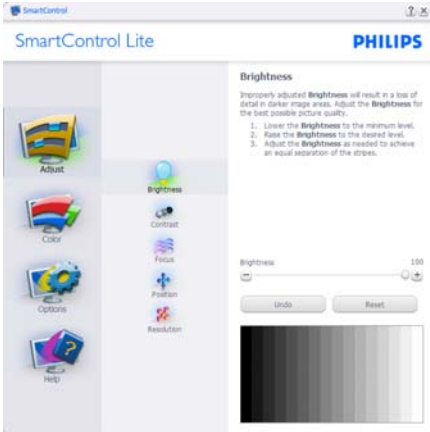 SmartControl
SmartControl Lite
PHILIPS
Adjust
Color
Options
Help
Brightness
Contrast
Focus
Position
Resolution
Brightness
Improperly adjusted Brightness will result in a loss of
detail in darker image areas. Adjust the Brightness for
the best possible picture quality.
1. Lower the Brightness to the minimum level.
2. Raise the Brightness to the desired level.
3. Adjust the Brightness as needed to achieve
an equal separation of the stripes.
Brightness 100
Undo Reset